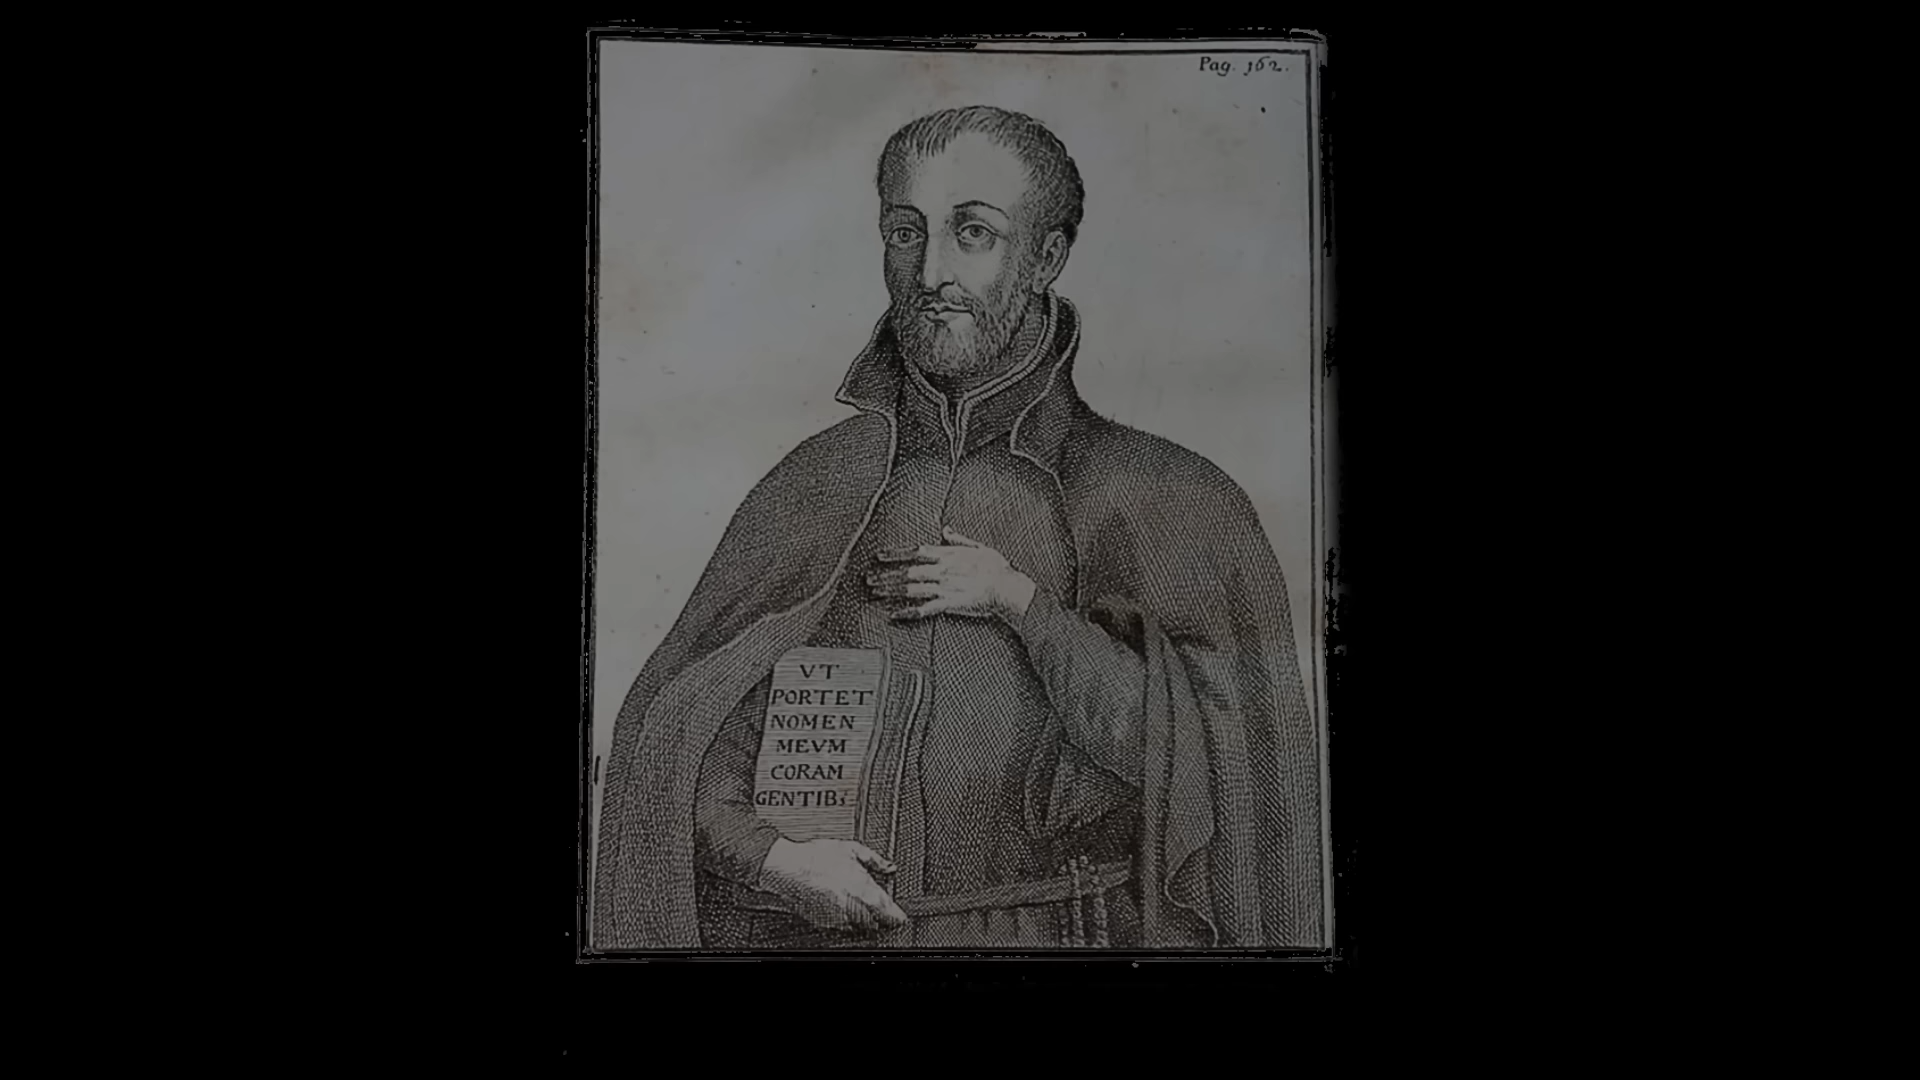 Pag. 162.
VT
PORTET
NOMEN
MEVM
CORAM
GENTIB;